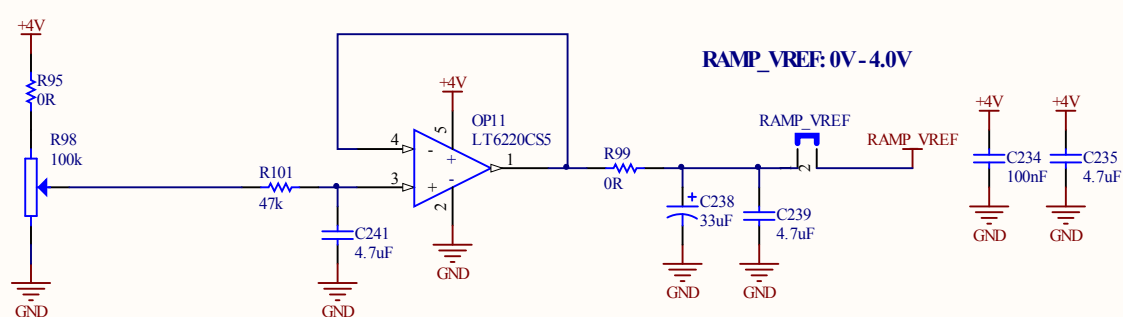 +4V
R95
0R
R98
100k
GND
R101
47k
C241
4.7uF
GND
4
3
-
+
+4V
5
+
-
2
GND
OP11
LT6220CS5
1
R99
0R
RAMP_VREF: 0V - 4.0V
+
C238
33uF
GND
C239
4.7uF
GND
RAMP_VREF
2
RAMP_VREF
+4V
C234
100nF
GND
+4V
C235
4.7uF
GND